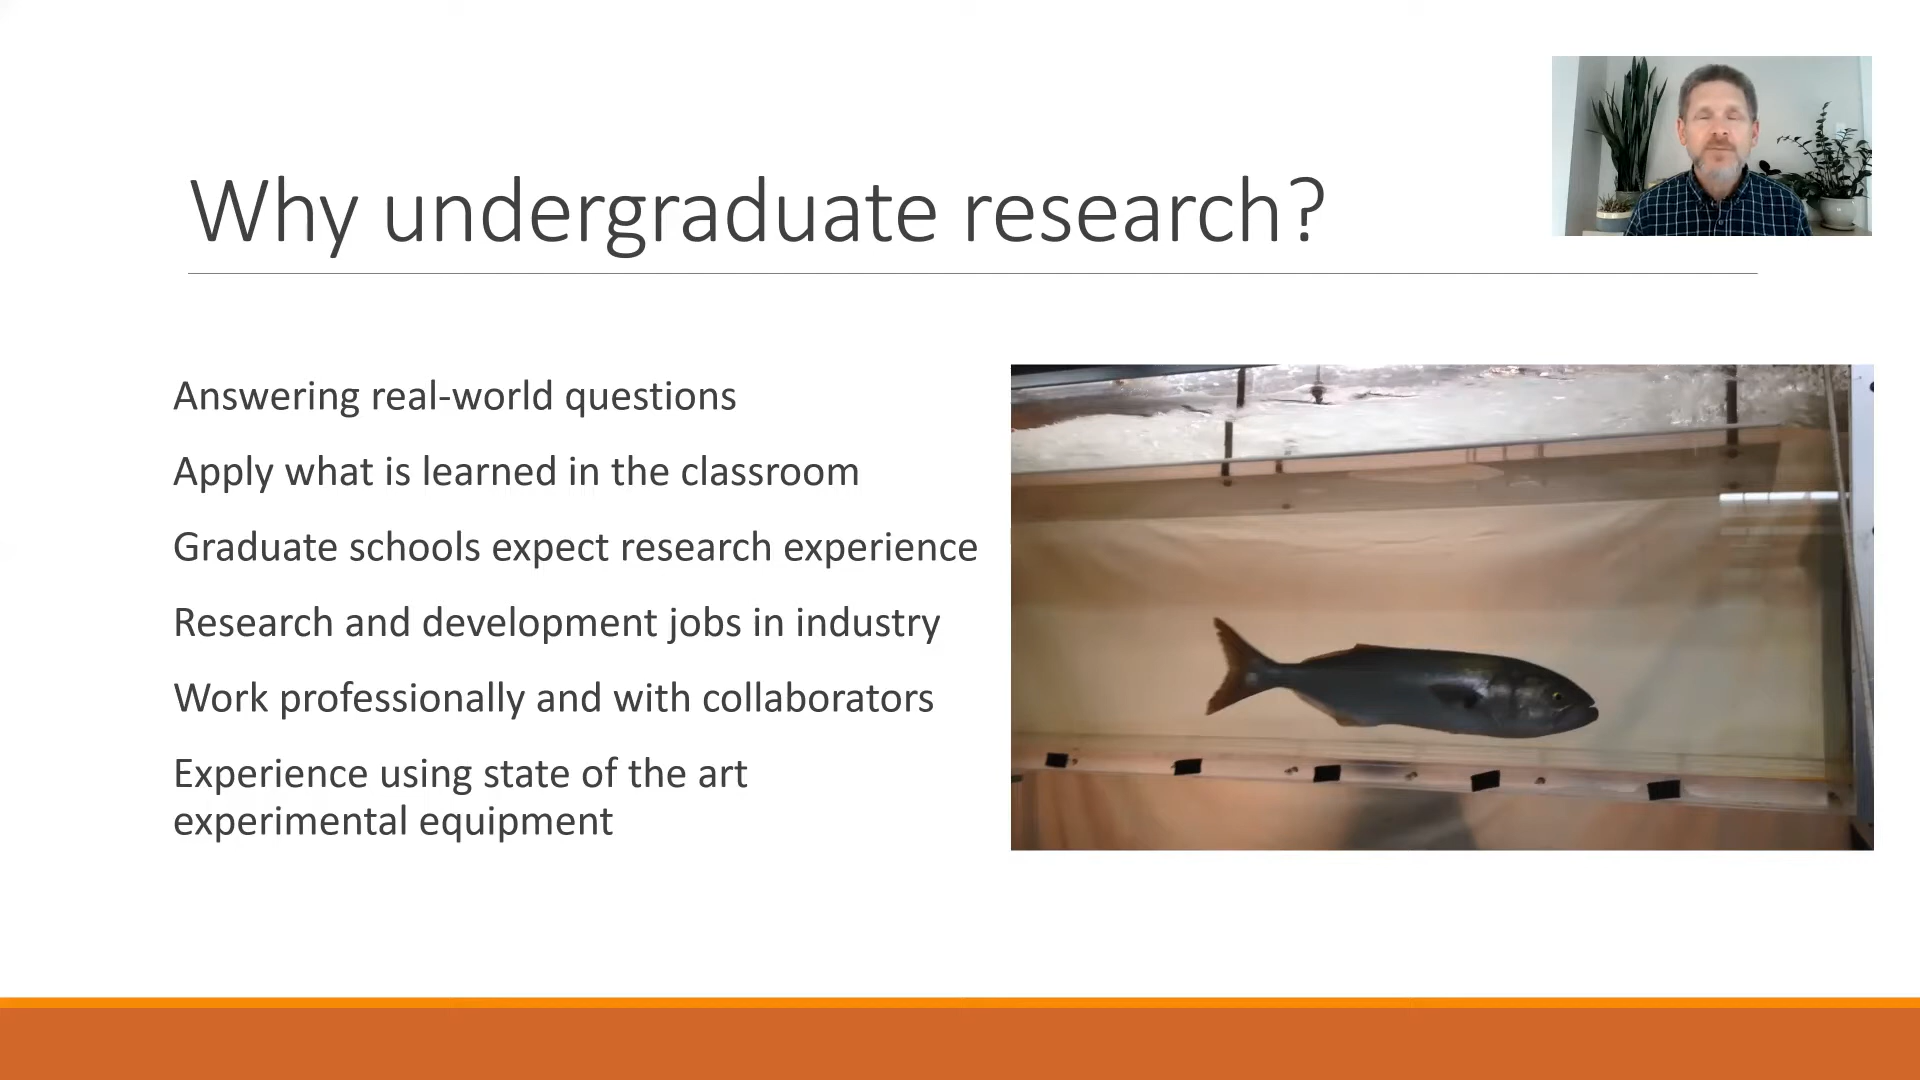 Why undergraduate research?
Answering real-world questions
Apply what is learned in the classroom
Graduate schools expect research experience
Research and development jobs in industry
Work professionally and with collaborators
Experience using state of the art
experimental equipment